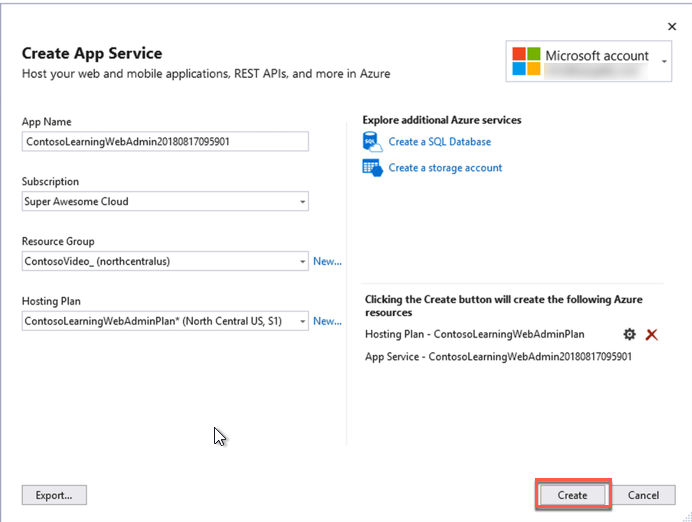 Create App Service
Host your web and mobile applications, REST APIs, and more in Azure
Microsoft account
App Name
ContosoLearningWebAdmin20180817095901
Subscription
Super Awesome Cloud
Resource Group
ContosoVideo_ (northcentralus)
New...
Hosting Plan
ContosoLearningWebAdminPlan* (North Central US, S1)
New...
Explore additional Azure services
SQL
Create a SQL Database
Create a storage account
Clicking the Create button will create the following Azure
resources
Hosting Plan - ContosoLearningWebAdminPlan
App Service - ContosoLearningWebAdmin20180817095901
Export...
Create
Cancel